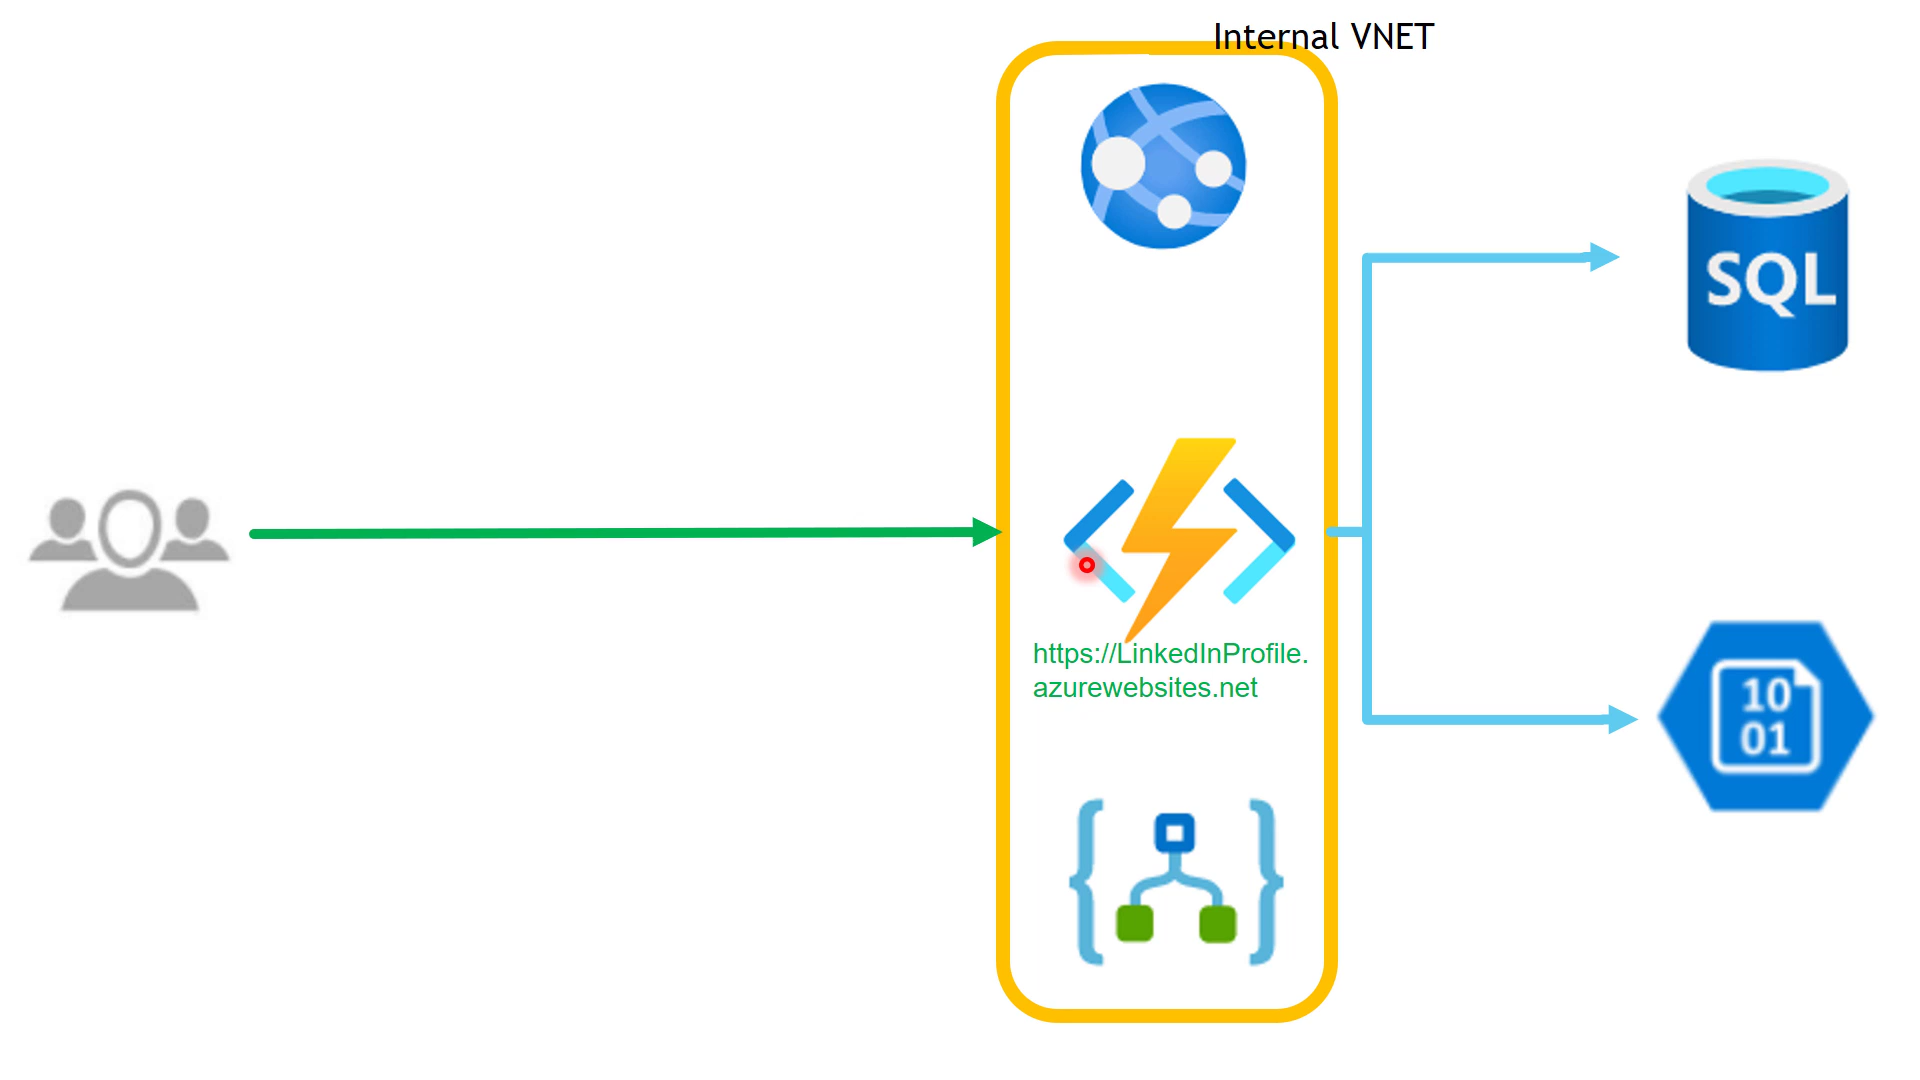 Internal VNET
SQL
https://LinkedInProfile.
azurewebsites.net
10
01